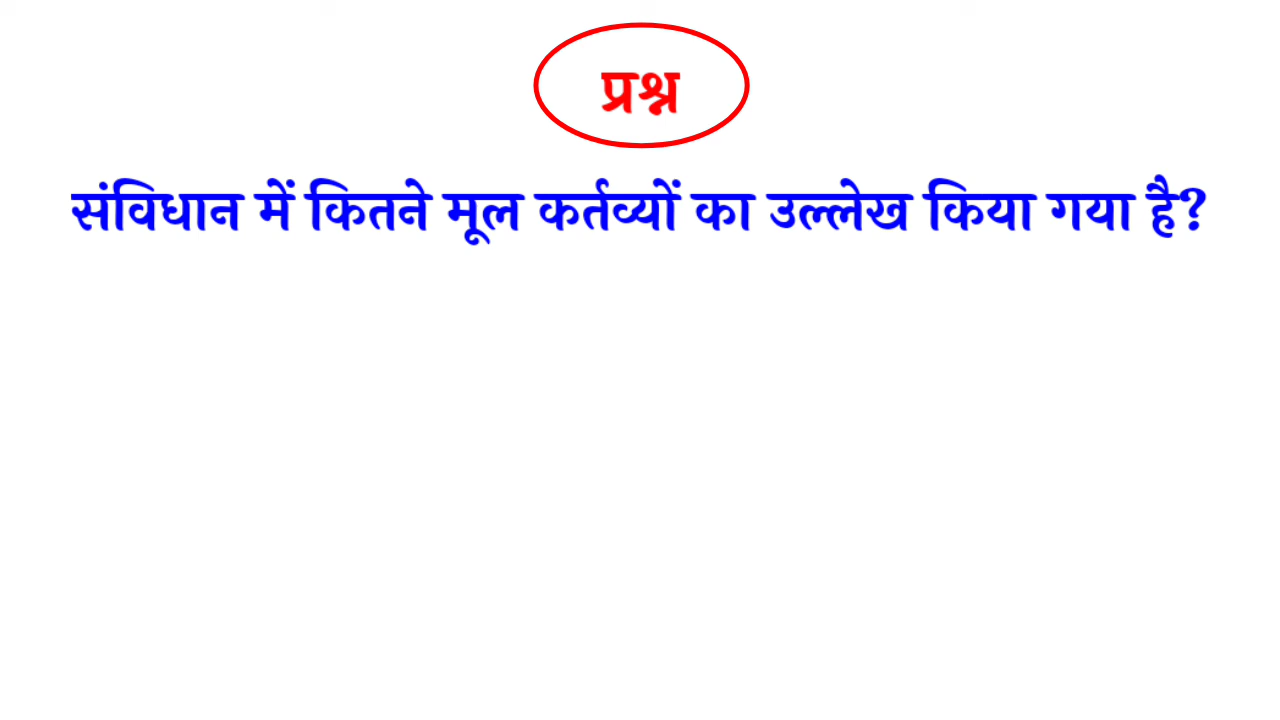 प्रश्न
संविधान में कितने मूल कर्तव्यों का उल्लेख किया गया है?